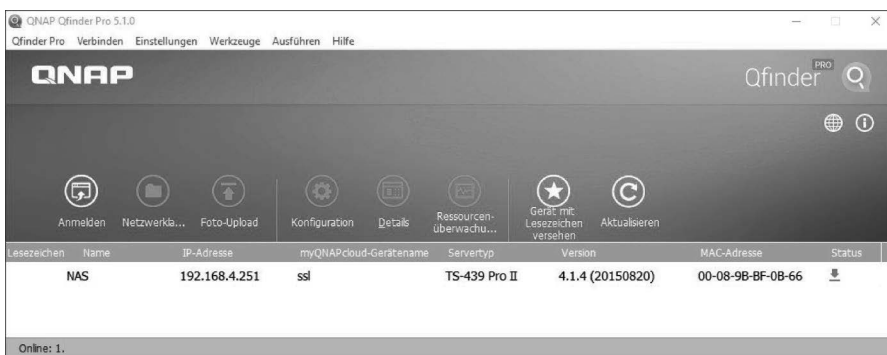 QNAP Qfinder Pro 5.1.0
Qfinder Pro Verbinden Einstellungen Werkzeuge Ausführen Hilfe
QNAP
Qfinder PRO
Anmelden Netzwerkla... Foto-Upload Konfiguration Details Ressourcen-überwachu... Gerät mit Lesezeichen versehen Aktualisieren
Lesezeichen Name IP-Adresse myQNAPcloud-Gerätename Servertyp Version MAC-Adresse Status
NAS 192.168.4.251 ssl TS-439 Pro II 4.1.4 (20150820) 00-08-9B-BF-0B-66
Online: 1.